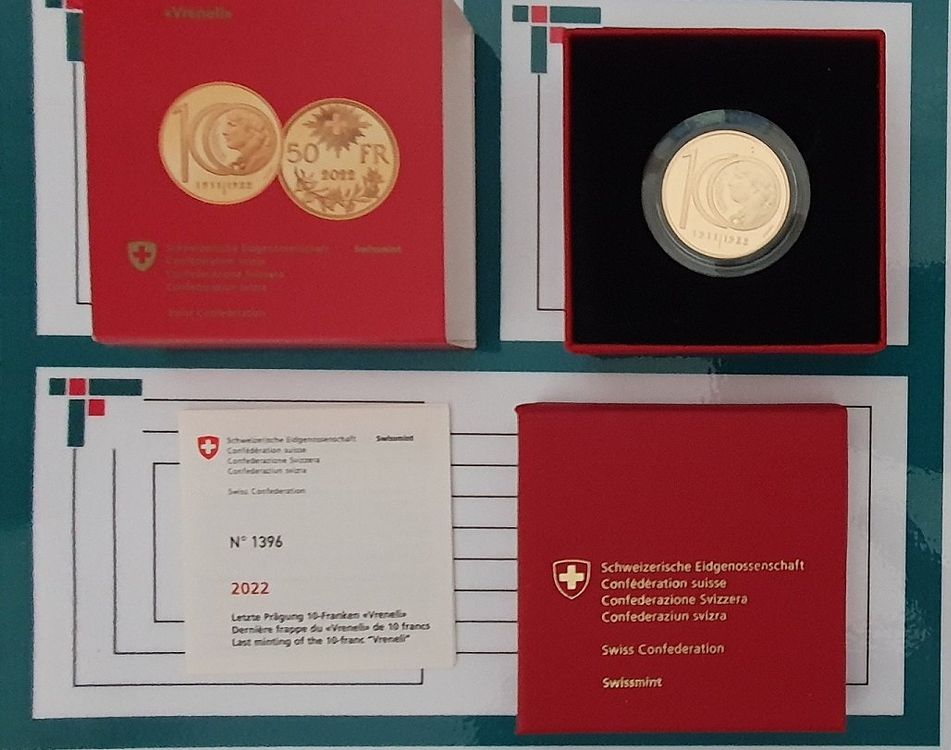 «Vreneli»
100
1911|1922
50 FR
2022
Schweizerische Eidgenossenschaft Swissmint
Confédération suisse
Confederazione Svizzera
Confederaziun svizra
Swiss Confederation
100
1911|1922
Schweizerische Eidgenossenschaft Swissmint
Confédération suisse
Confederazione Svizzera
Confederaziun svizra
Swiss Confederation
N° 1396
2022
Letzte Prägung 10-Franken «Vreneli»
Dernière frappe du «Vreneli» de 10 francs
Last minting of the 10-franc "Vreneli"
Schweizerische Eidgenossenschaft
Confédération suisse
Confederazione Svizzera
Confederaziun svizra
Swiss Confederation
Swissmint